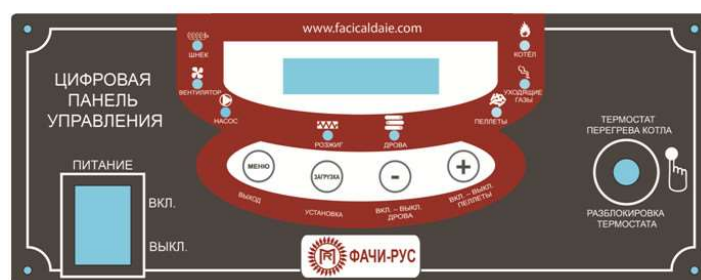 www.facicaldaie.com
ШНЕК
КОТЕЛ
ВЕНТИЛЯТОР
УХОДЯЩИЕ
ГАЗЫ
НАСОС
ПЕЛЛЕТЫ
РОЗЖИГ
ДРОВА
ЦИФРОВАЯ
ПАНЕЛЬ
УПРАВЛЕНИЯ
ПИТАНИЕ
ВКЛ.
ВЫКЛ.
МЕНЮ
ЗАГРУЗКА
-
+
ВЫХОД
УСТАНОВКА
ВКЛ. – ВЫКЛ.
ДРОВА
ВКЛ. – ВЫКЛ.
ПЕЛЛЕТЫ
ТЕРМОСТАТ
ПЕРЕГРЕВА КОТЛА
РАЗБЛОКИРОВКА
ТЕРМОСТАТА
ФАЧИ-РУС